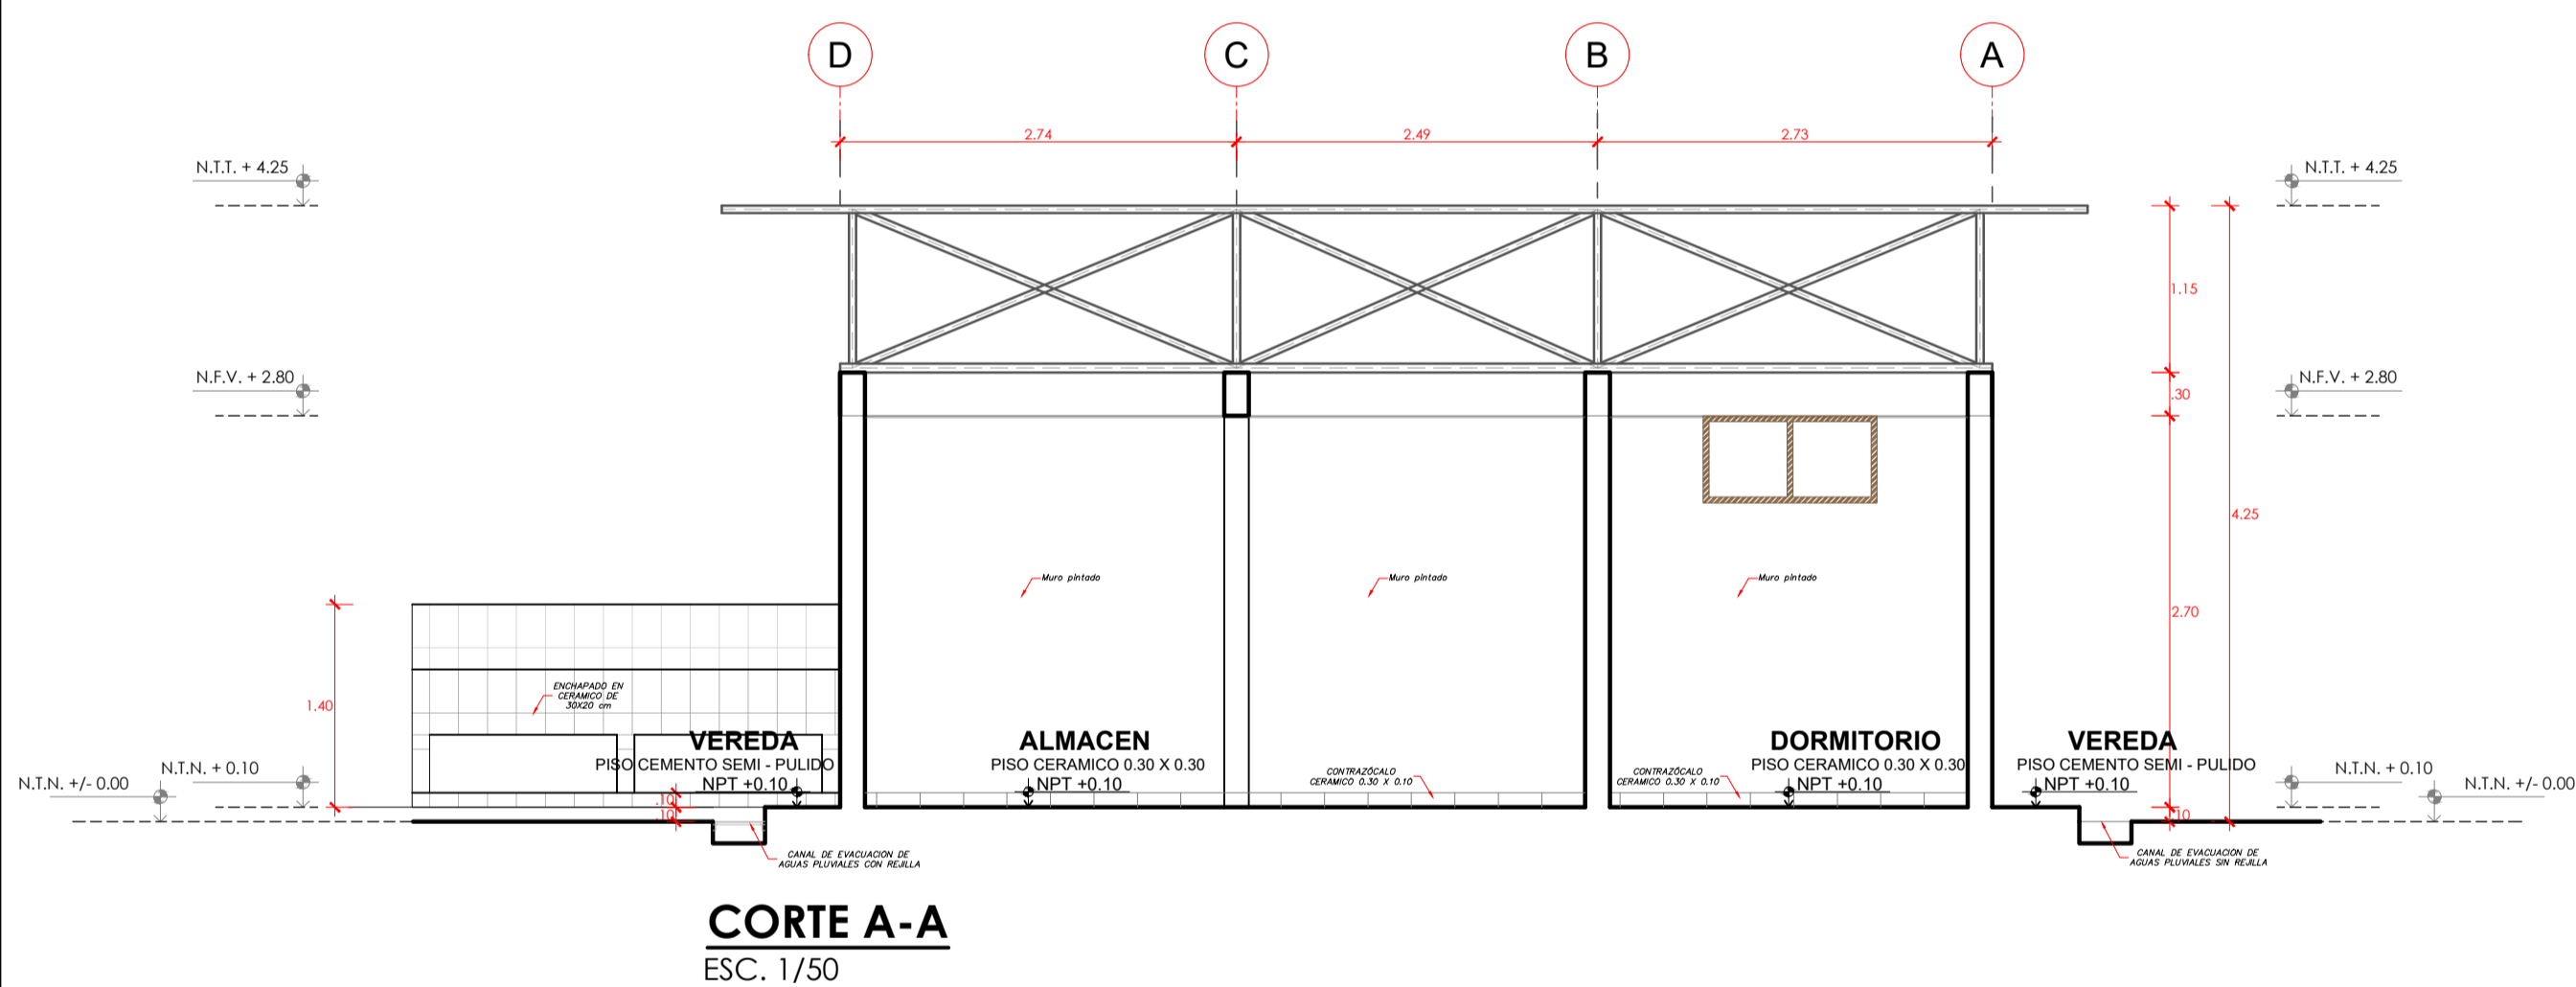 D
C
B
A
2.74
2.49
2.73
N.T.T. + 4.25
N.T.T. + 4.25
1.15
N.F.V. + 2.80
N.F.V. + 2.80
.30
4.25
Muro pintado
Muro pintado
Muro pintado
2.70
1.40
ENCHAPADO EN
CERAMICO DE
30X20 cm
VEREDA
PISO CEMENTO SEMI - PULIDO
NPT +0.10
ALMACEN
PISO CERAMICO 0.30 X 0.30
NPT +0.10
CONTRAZÓCALO
CERAMICO 0.30 X 0.10
CONTRAZÓCALO
CERAMICO 0.30 X 0.10
DORMITORIO
PISO CERAMICO 0.30 X 0.30
NPT +0.10
VEREDA
PISO CEMENTO SEMI - PULIDO
NPT +0.10
N.T.N. +/- 0.00
N.T.N. + 0.10
N.T.N. + 0.10
N.T.N. +/- 0.00
.10
.10
.10
CANAL DE EVACUACION DE
AGUAS PLUVIALES CON REJILLA
CANAL DE EVACUACION DE
AGUAS PLUVIALES SIN REJILLA
CORTE A-A
ESC. 1/50